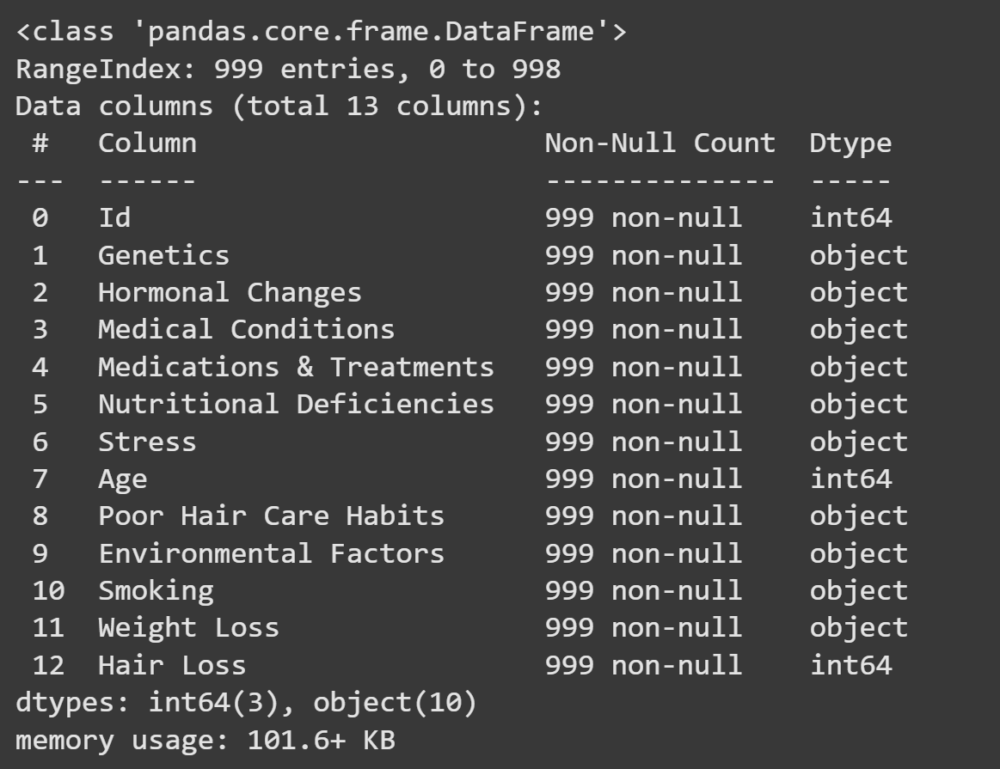 <class 'pandas.core.frame.DataFrame'>
RangeIndex: 999 entries, 0 to 998
Data columns (total 13 columns):
 #   Column                     Non-Null Count  Dtype
---  ------                     --------------  -----
 0   Id                         999 non-null    int64
 1   Genetics                   999 non-null    object
 2   Hormonal Changes           999 non-null    object
 3   Medical Conditions         999 non-null    object
 4   Medications & Treatments   999 non-null    object
 5   Nutritional Deficiencies   999 non-null    object
 6   Stress                     999 non-null    object
 7   Age                        999 non-null    int64
 8   Poor Hair Care Habits      999 non-null    object
 9   Environmental Factors      999 non-null    object
 10  Smoking                    999 non-null    object
 11  Weight Loss                999 non-null    object
 12  Hair Loss                  999 non-null    int64
dtypes: int64(3), object(10)
memory usage: 101.6+ KB